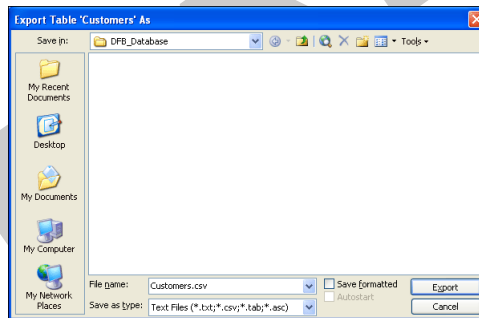 Export Table 'Customers' As
Save in: DFB_Database Tools
My Recent
Documents
Desktop
My Documents
My Computer
My Network
Places
File name: Customers.csv Save formatted Export
Autostart
Save as type: Text Files (*.txt;*.csv;*.tab;*.asc) Cancel